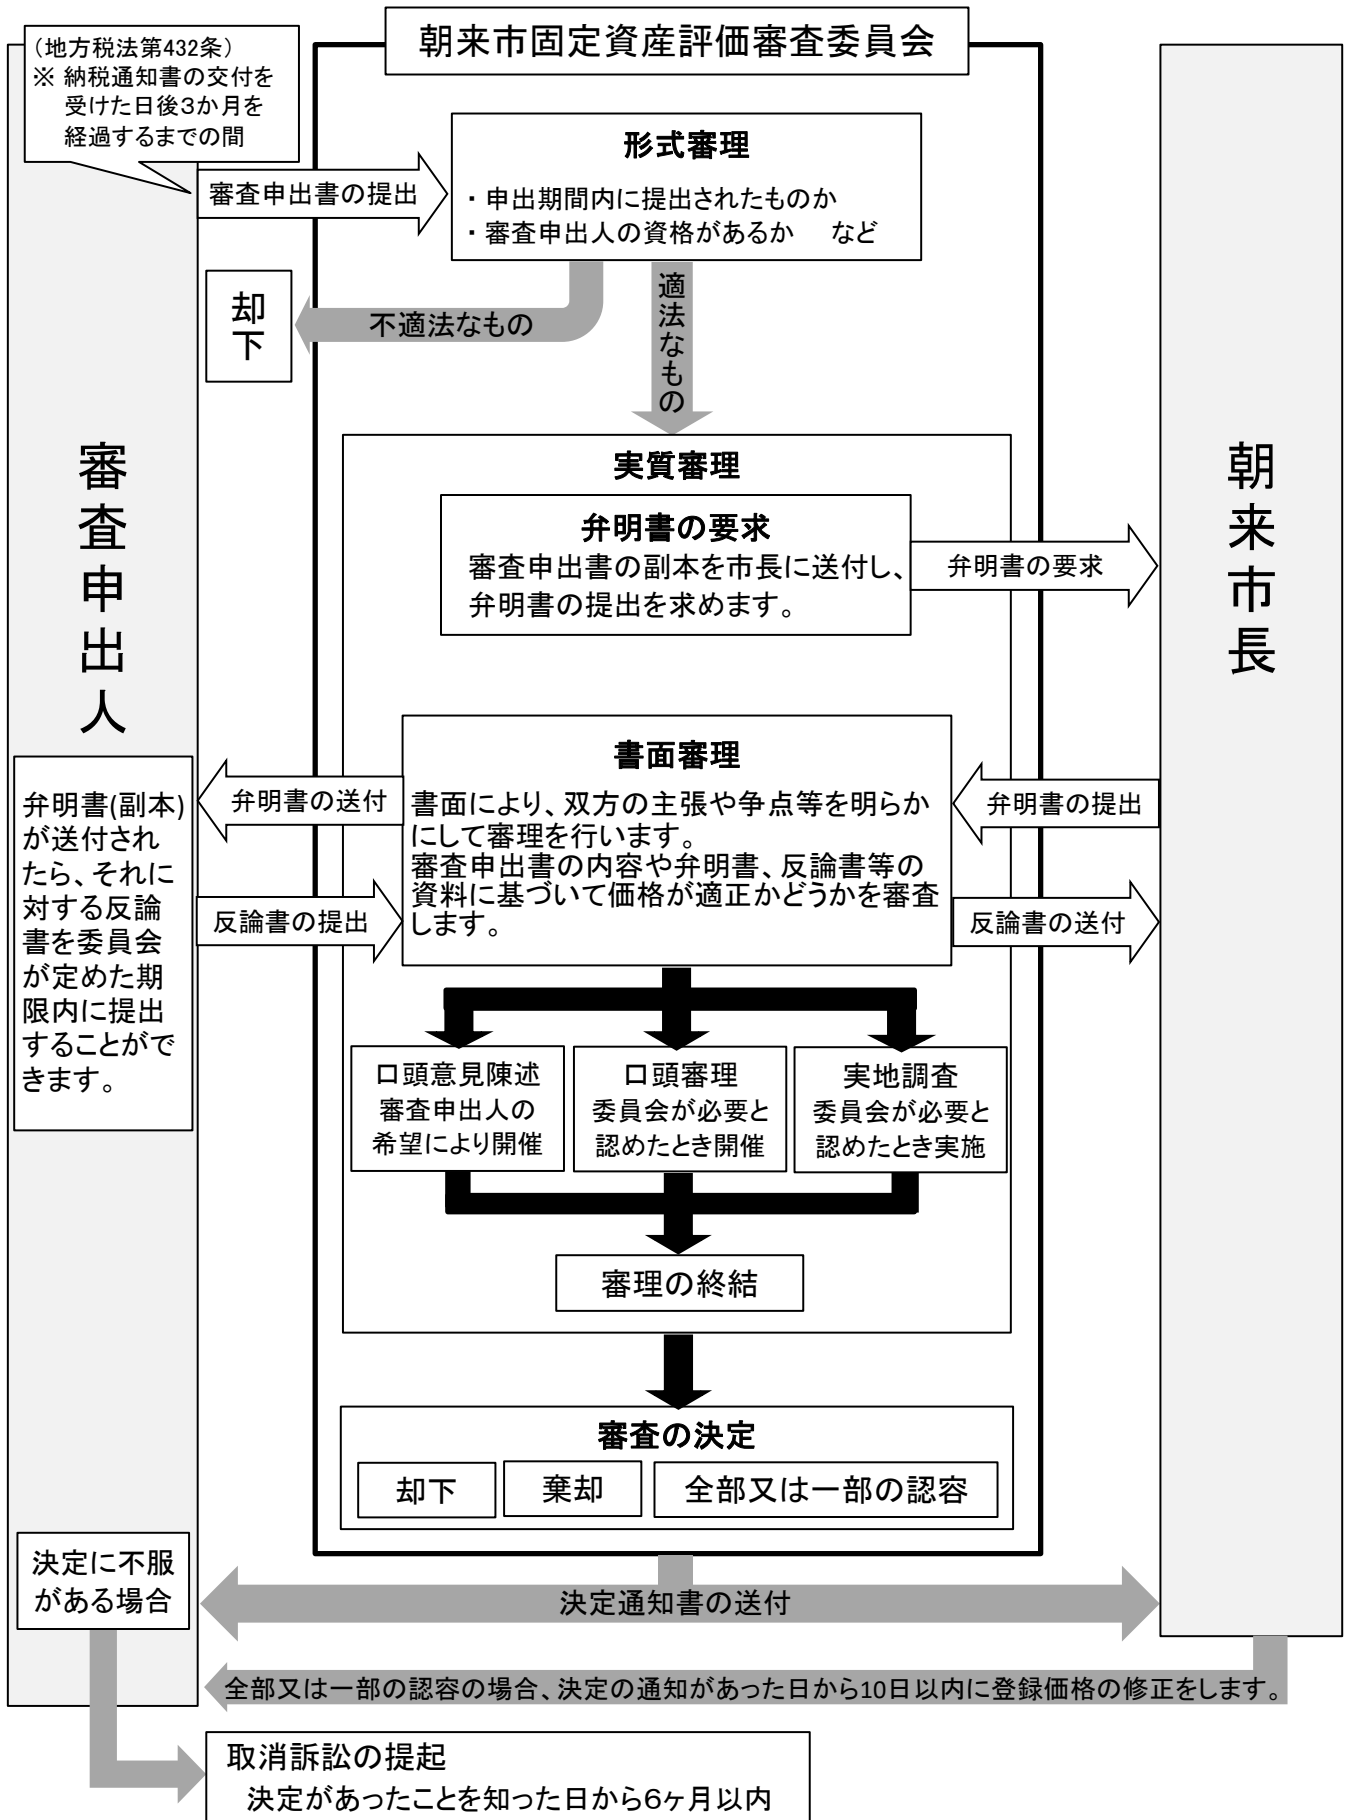 朝来市固定資産評価審査委員会
（地方税法第432条）
※ 納税通知書の交付を
受けた日後３か月を
経過するまでの間
審査申出書の提出
形式審理
・ 申出期間内に提出されたものか
・ 審査申出人の資格があるか　など
却下
不適法なもの
適法なもの
審査申出人
朝来市長
実質審理
弁明書の要求
審査申出書の副本を市長に送付し、
弁明書の提出を求めます。
弁明書の要求
書面審理
書面により、双方の主張や争点等を明らか
にして審理を行います。
審査申出書の内容や弁明書、反論書等の
資料に基づいて価格が適正かどうかを審査
します。
弁明書の送付
弁明書の提出
反論書の提出
反論書の送付
弁明書(副本)
が送付され
たら、それに
対する反論
書を委員会
が定めた期
限内に提出
することがで
きます。
口頭意見陳述
審査申出人の
希望により開催
口頭審理
委員会が必要と
認めたとき開催
実地調査
委員会が必要と
認めたとき実施
審理の終結
審査の決定
却下
棄却
全部又は一部の認容
決定に不服
がある場合
決定通知書の送付
全部又は一部の認容の場合、決定の通知があった日から10日以内に登録価格の修正をします。
取消訴訟の提起
決定があったことを知った日から６ヶ月以内